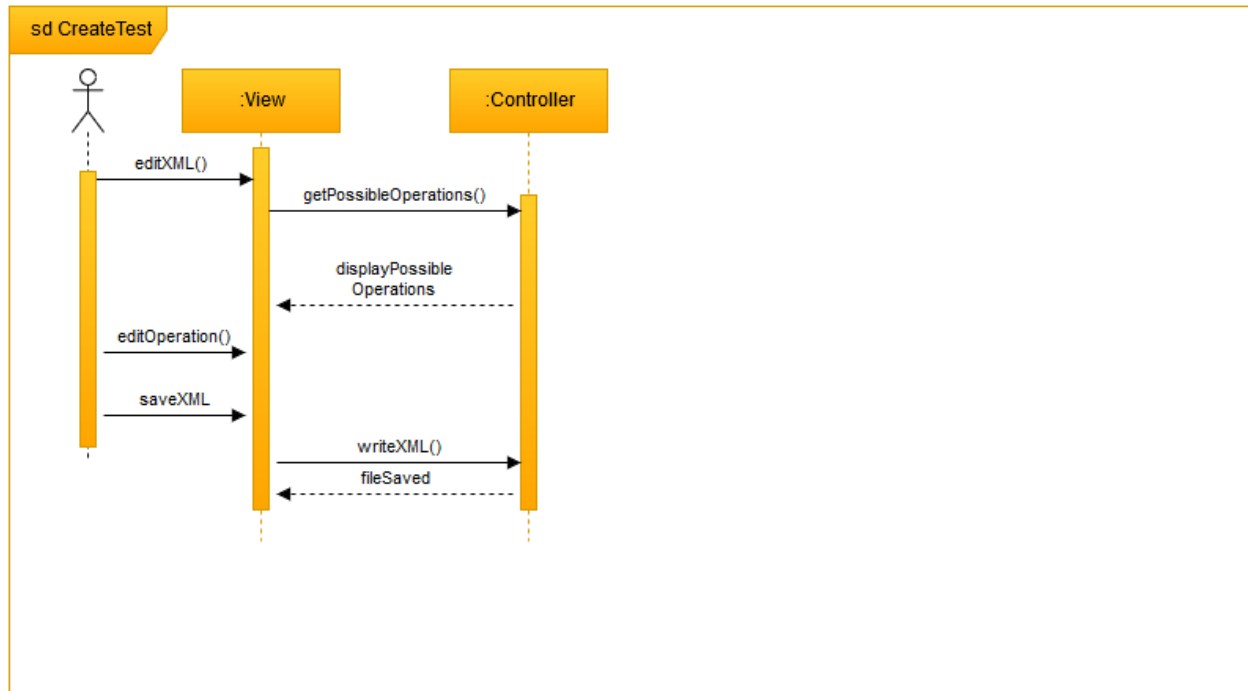 sd CreateTest
:View
:Controller
editXML()
getPossibleOperations()
displayPossible
Operations
editOperation()
saveXML
writeXML()
fileSaved